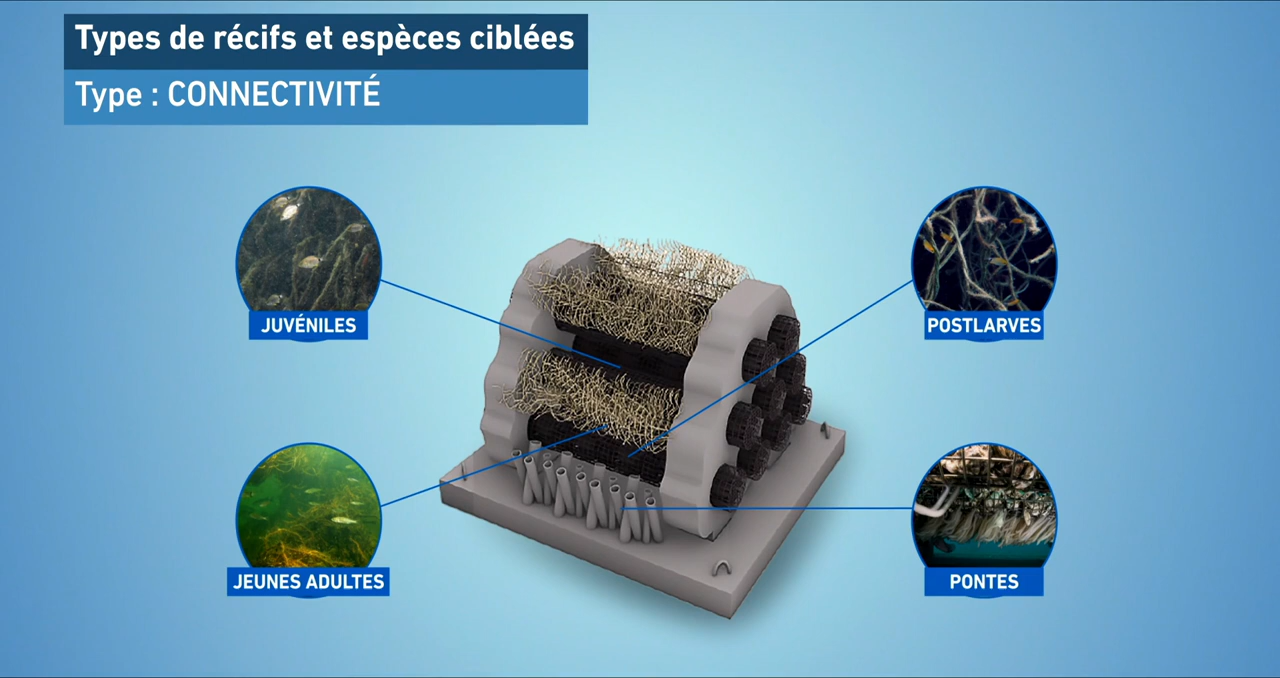 Types de récifs et espèces ciblées
Type : CONNECTIVITÉ
JUVÉNILES
POSTLARVES
JEUNES ADULTES
PONTES